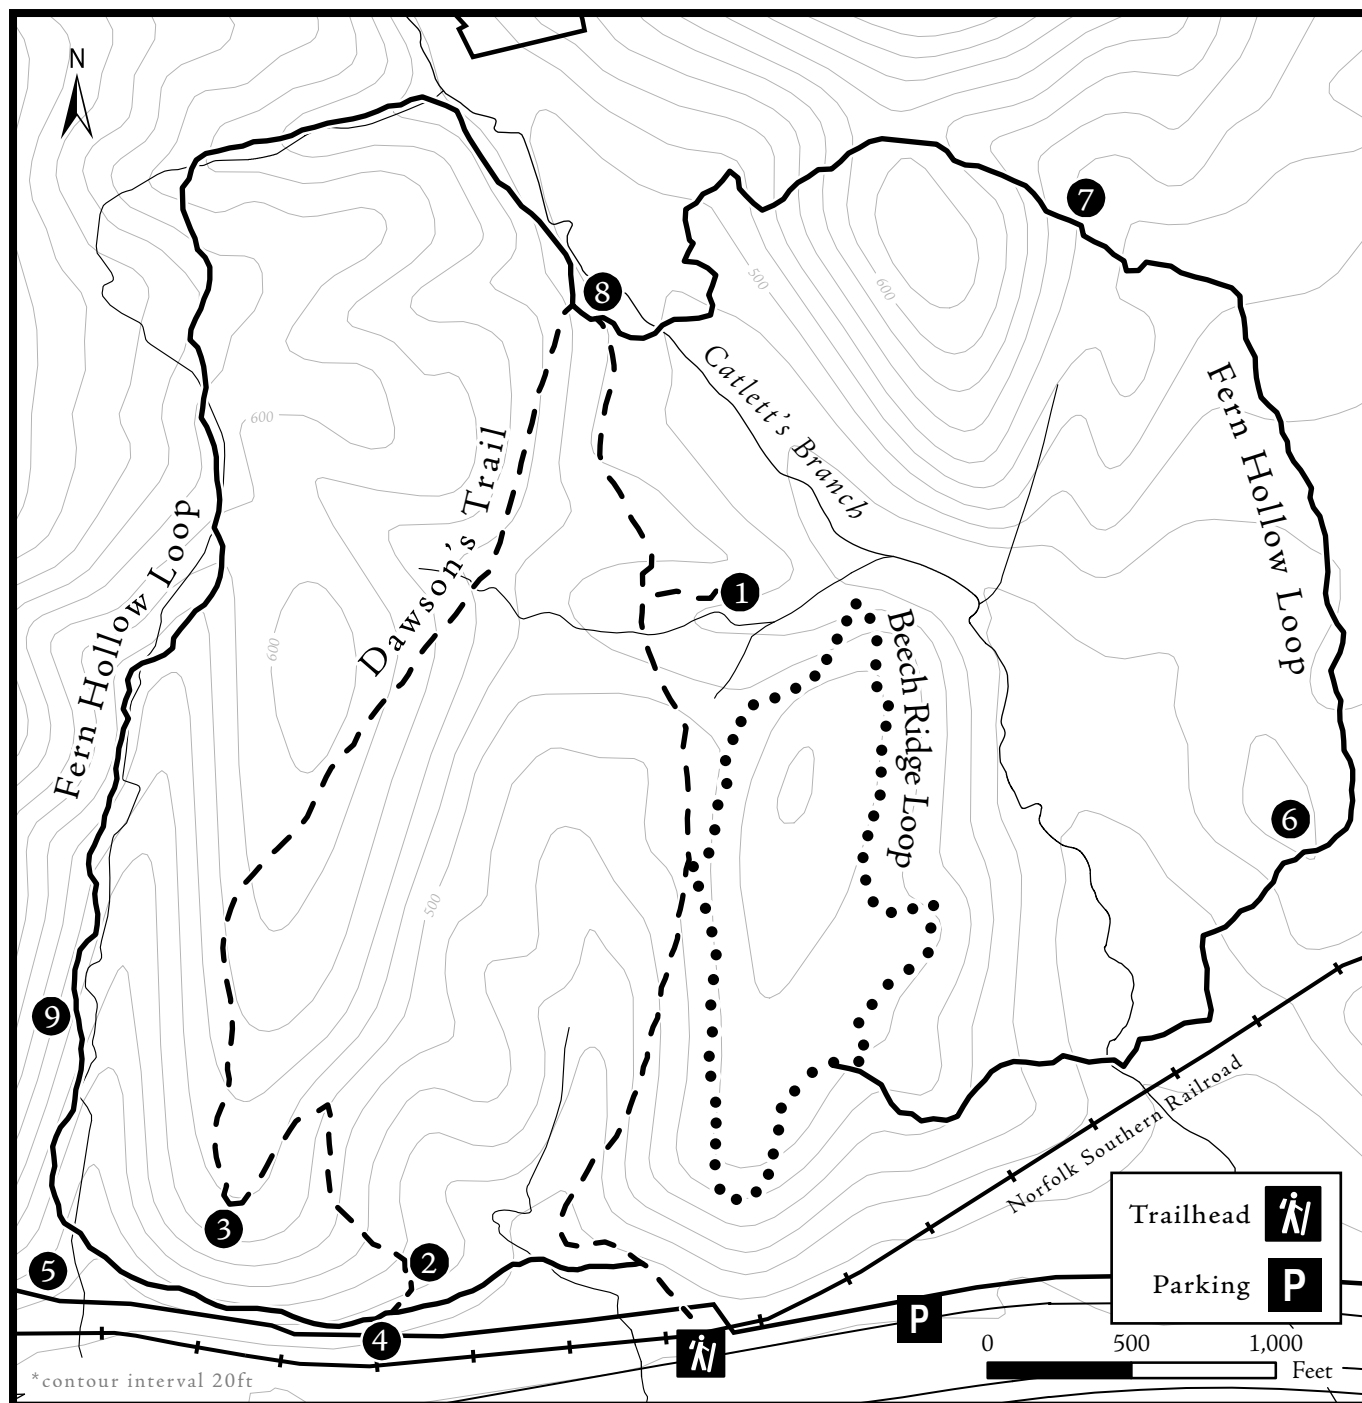 N
7
8
500
600
Catlett's Branch
Fern Hollow Loop
600
Dawson's Trail
Fern Hollow Loop
1
Beech Ridge Loop
600
6
500
9
Norfolk Southern Railroad
3
2
5
4
Trailhead
Parking
P
P
0 500 1,000
Feet
*contour interval 20ft